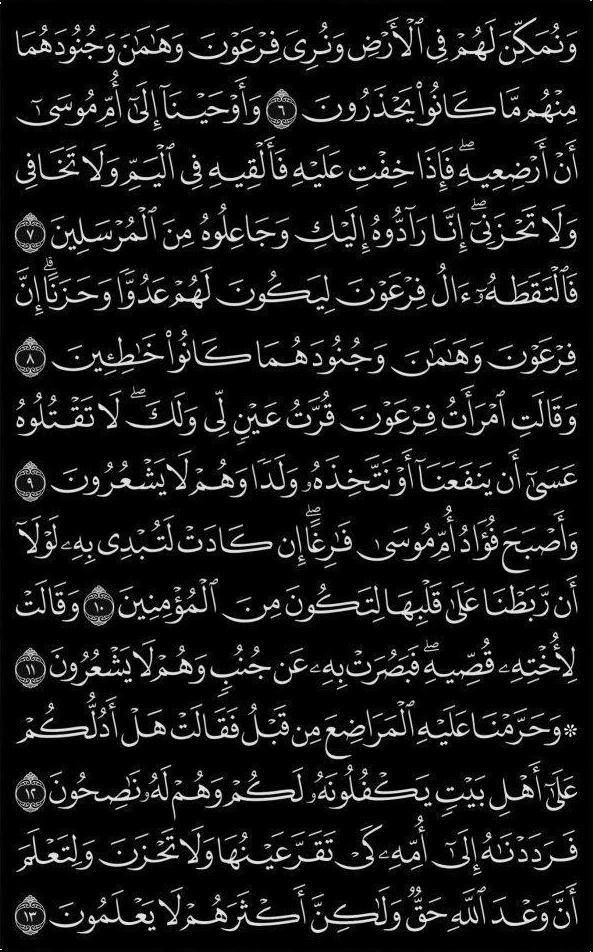 وَنُمَكِّنَ لَهُمْ فِي ٱلْأَرْضِ وَنُرِىَ فِرْعَوْنَ وَهَٰمَٰنَ وَجُنُودَهُمَا
مِنْهُم مَّا كَانُوا۟ يَحْذَرُونَ ٦ وَأَوْحَيْنَآ إِلَىٰٓ أُمِّ مُوسَىٰٓ
أَنْ أَرْضِعِيهِ ۖ فَإِذَا خِفْتِ عَلَيْهِ فَأَلْقِيهِ فِي ٱلْيَمِّ وَلَا تَخَافِي
وَلَا تَحْزَنِىٓ ۖ إِنَّا رَآدُّوهُ إِلَيْكِ وَجَاعِلُوهُ مِنَ ٱلْمُرْسَلِينَ ٧
فَٱلْتَقَطَهُۥٓ ءَالُ فِرْعَوْنَ لِيَكُونَ لَهُمْ عَدُوًّا وَحَزَنًا ۗ إِنَّ
فِرْعَوْنَ وَهَٰمَٰنَ وَجُنُودَهُمَا كَانُوا۟ خَٰطِـِٔينَ ٨
وَقَالَتِ ٱمْرَأَتُ فِرْعَوْنَ قُرَّتُ عَيْنٍ لِّى وَلَكَ ۖ لَا تَقْتُلُوهُ
عَسَىٰٓ أَن يَنفَعَنَآ أَوْ نَتَّخِذَهُۥ وَلَدًا وَهُمْ لَا يَشْعُرُونَ ٩
وَأَصْبَحَ فُؤَادُ أُمِّ مُوسَىٰ فَٰرِغًا ۖ إِن كَادَتْ لَتُبْدِى بِهِۦ لَوْلَآ
أَن رَّبَطْنَا عَلَىٰ قَلْبِهَا لِتَكُونَ مِنَ ٱلْمُؤْمِنِينَ ١٠ وَقَالَتْ
لِأُخْتِهِۦ قُصِّيهِ ۖ فَبَصُرَتْ بِهِۦ عَن جُنُبٍ وَهُمْ لَا يَشْعُرُونَ ١١
۞ وَحَرَّمْنَا عَلَيْهِ ٱلْمَرَاضِعَ مِن قَبْلُ فَقَالَتْ هَلْ أَدُلُّكُمْ
عَلَىٰٓ أَهْلِ بَيْتٍ يَكْفُلُونَهُۥ لَكُمْ وَهُمْ لَهُۥ نَٰصِحُونَ ١٢
فَرَدَدْنَٰهُ إِلَىٰٓ أُمِّهِۦ كَىْ تَقَرَّ عَيْنُهَا وَلَا تَحْزَنَ وَلِتَعْلَمَ
أَنَّ وَعْدَ ٱللَّهِ حَقٌّ وَلَٰكِنَّ أَكْثَرَهُمْ لَا يَعْلَمُونَ ١٣